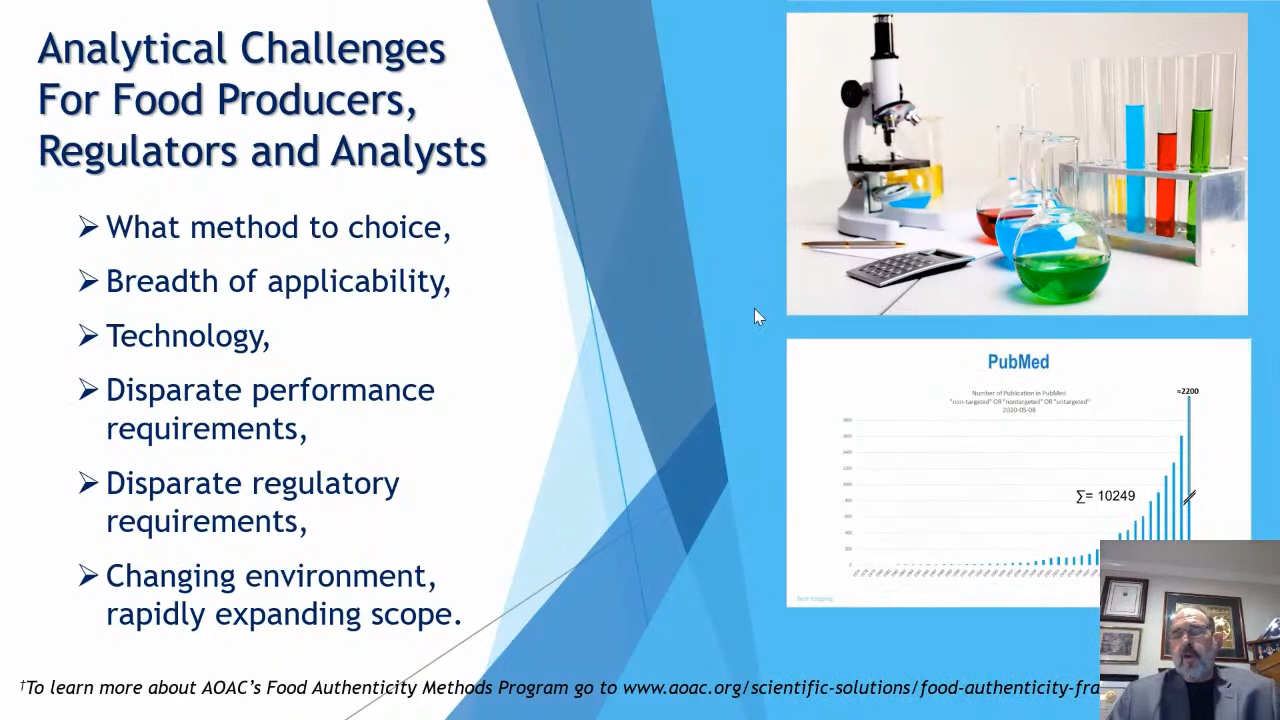 Analytical Challenges
For Food Producers,
Regulators and Analysts
What method to choice,
Breadth of applicability,
Technology,
Disparate performance
requirements,
Disparate regulatory
requirements,
Changing environment,
rapidly expanding scope.
PubMed
Number of Publication in PubMed
"non-targeted" OR "nontargeted" OR "untargeted"
2020-05-08
≈2200
∑= 10249
†To learn more about AOAC's Food Authenticity Methods Program go to www.aoac.org/scientific-solutions/food-authenticity-fra